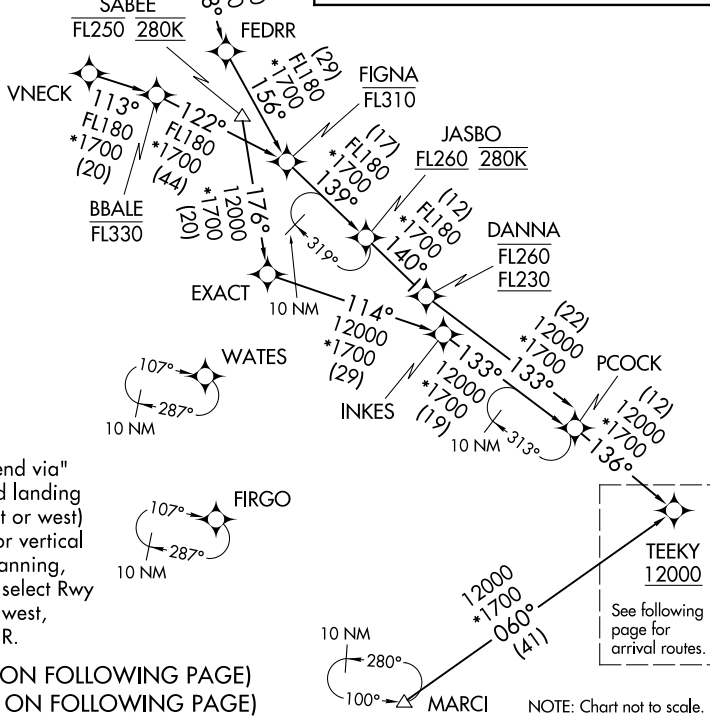 SABEE
FL250 280K
FEDRR
(29)
FL180
*1700
156°
FIGNA
FL310
VNECK
113°
FL180
*1700
(20)
122°
FL180
*1700
(44)
BBALE
FL330
176°
12000
*1700
(20)
(17)
FL180
*1700
139°
JASBO
FL260 280K
319°
10 NM
(12)
FL180
*1700
140°
DANNA
FL260
FL230
EXACT
114°
12000
*1700
(29)
INKES
(22)
12000
*1700
133°
133°
12000
*1700
(19)
10 NM
313°
PCOCK
(12)
12000
*1700
136°
107°
WATES
287°
10 NM
107°
FIRGO
287°
10 NM
end via"
d landing
t or west)
or vertical
anning,
select Rwy
west,
R.
TEEKY
12000
See following
page for
arrival routes.
12000
*1700
060°
(41)
10 NM
280°
100°
MARCI
ON FOLLOWING PAGE)
ON FOLLOWING PAGE)
NOTE: Chart not to scale.